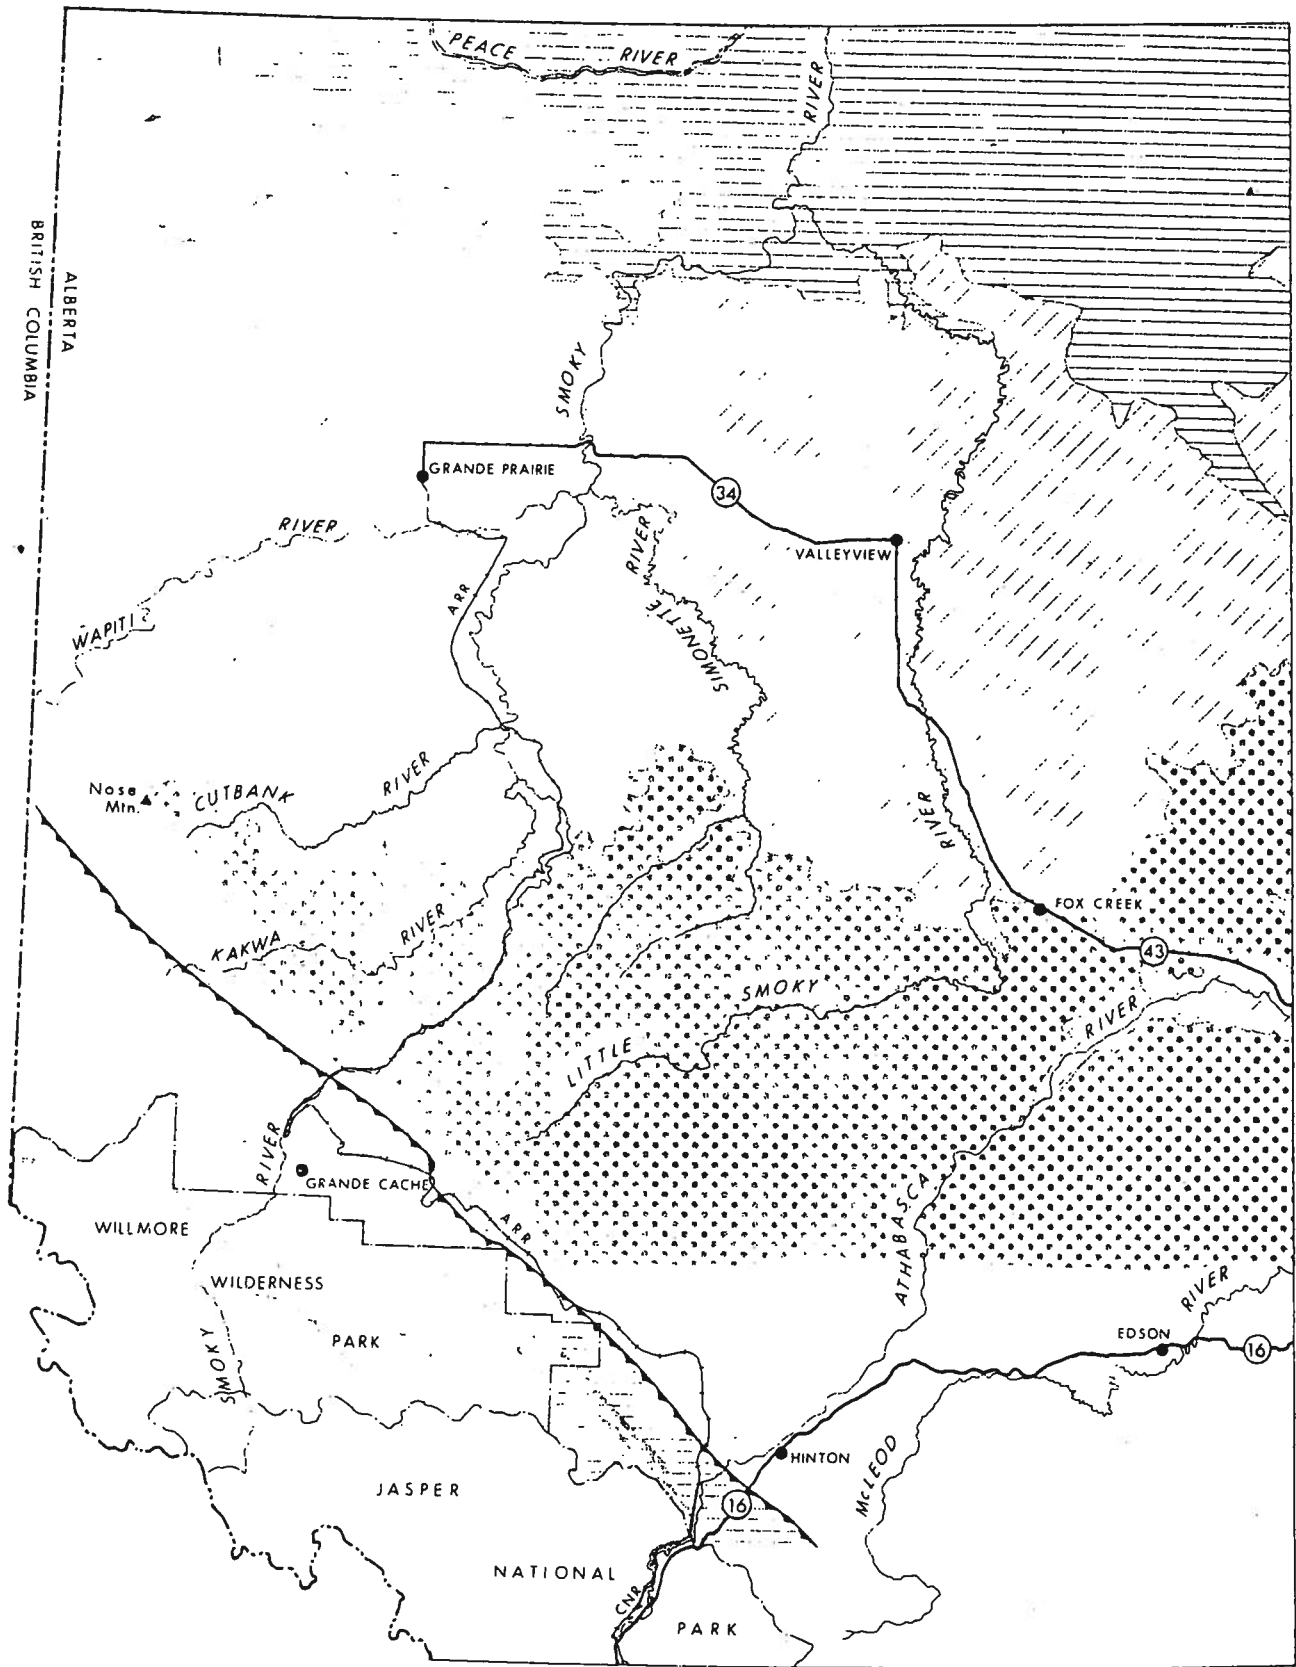 PEACE RIVER
RIVER
ALBERTA
BRITISH COLUMBIA
SMOKY
GRANDE PRAIRIE
34
RIVER
RIVER
VALLEYVIEW
ARR
WAPITI
SIMONETTE
SIMONETTE
Nose
Mtn.
CUTBANK
RIVER
RIVER
KAKWA
RIVER
FOX CREEK
43
SMOKY
RIVER
LITTLE
RIVER
GRANDE CACHE
ATHABASCA
WILLMORE
ARR
WILDERNESS
RIVER
PARK
EDSON
16
SMOKY
HINTON
McLEOD
JASPER
16
NATIONAL
CNR
PARK